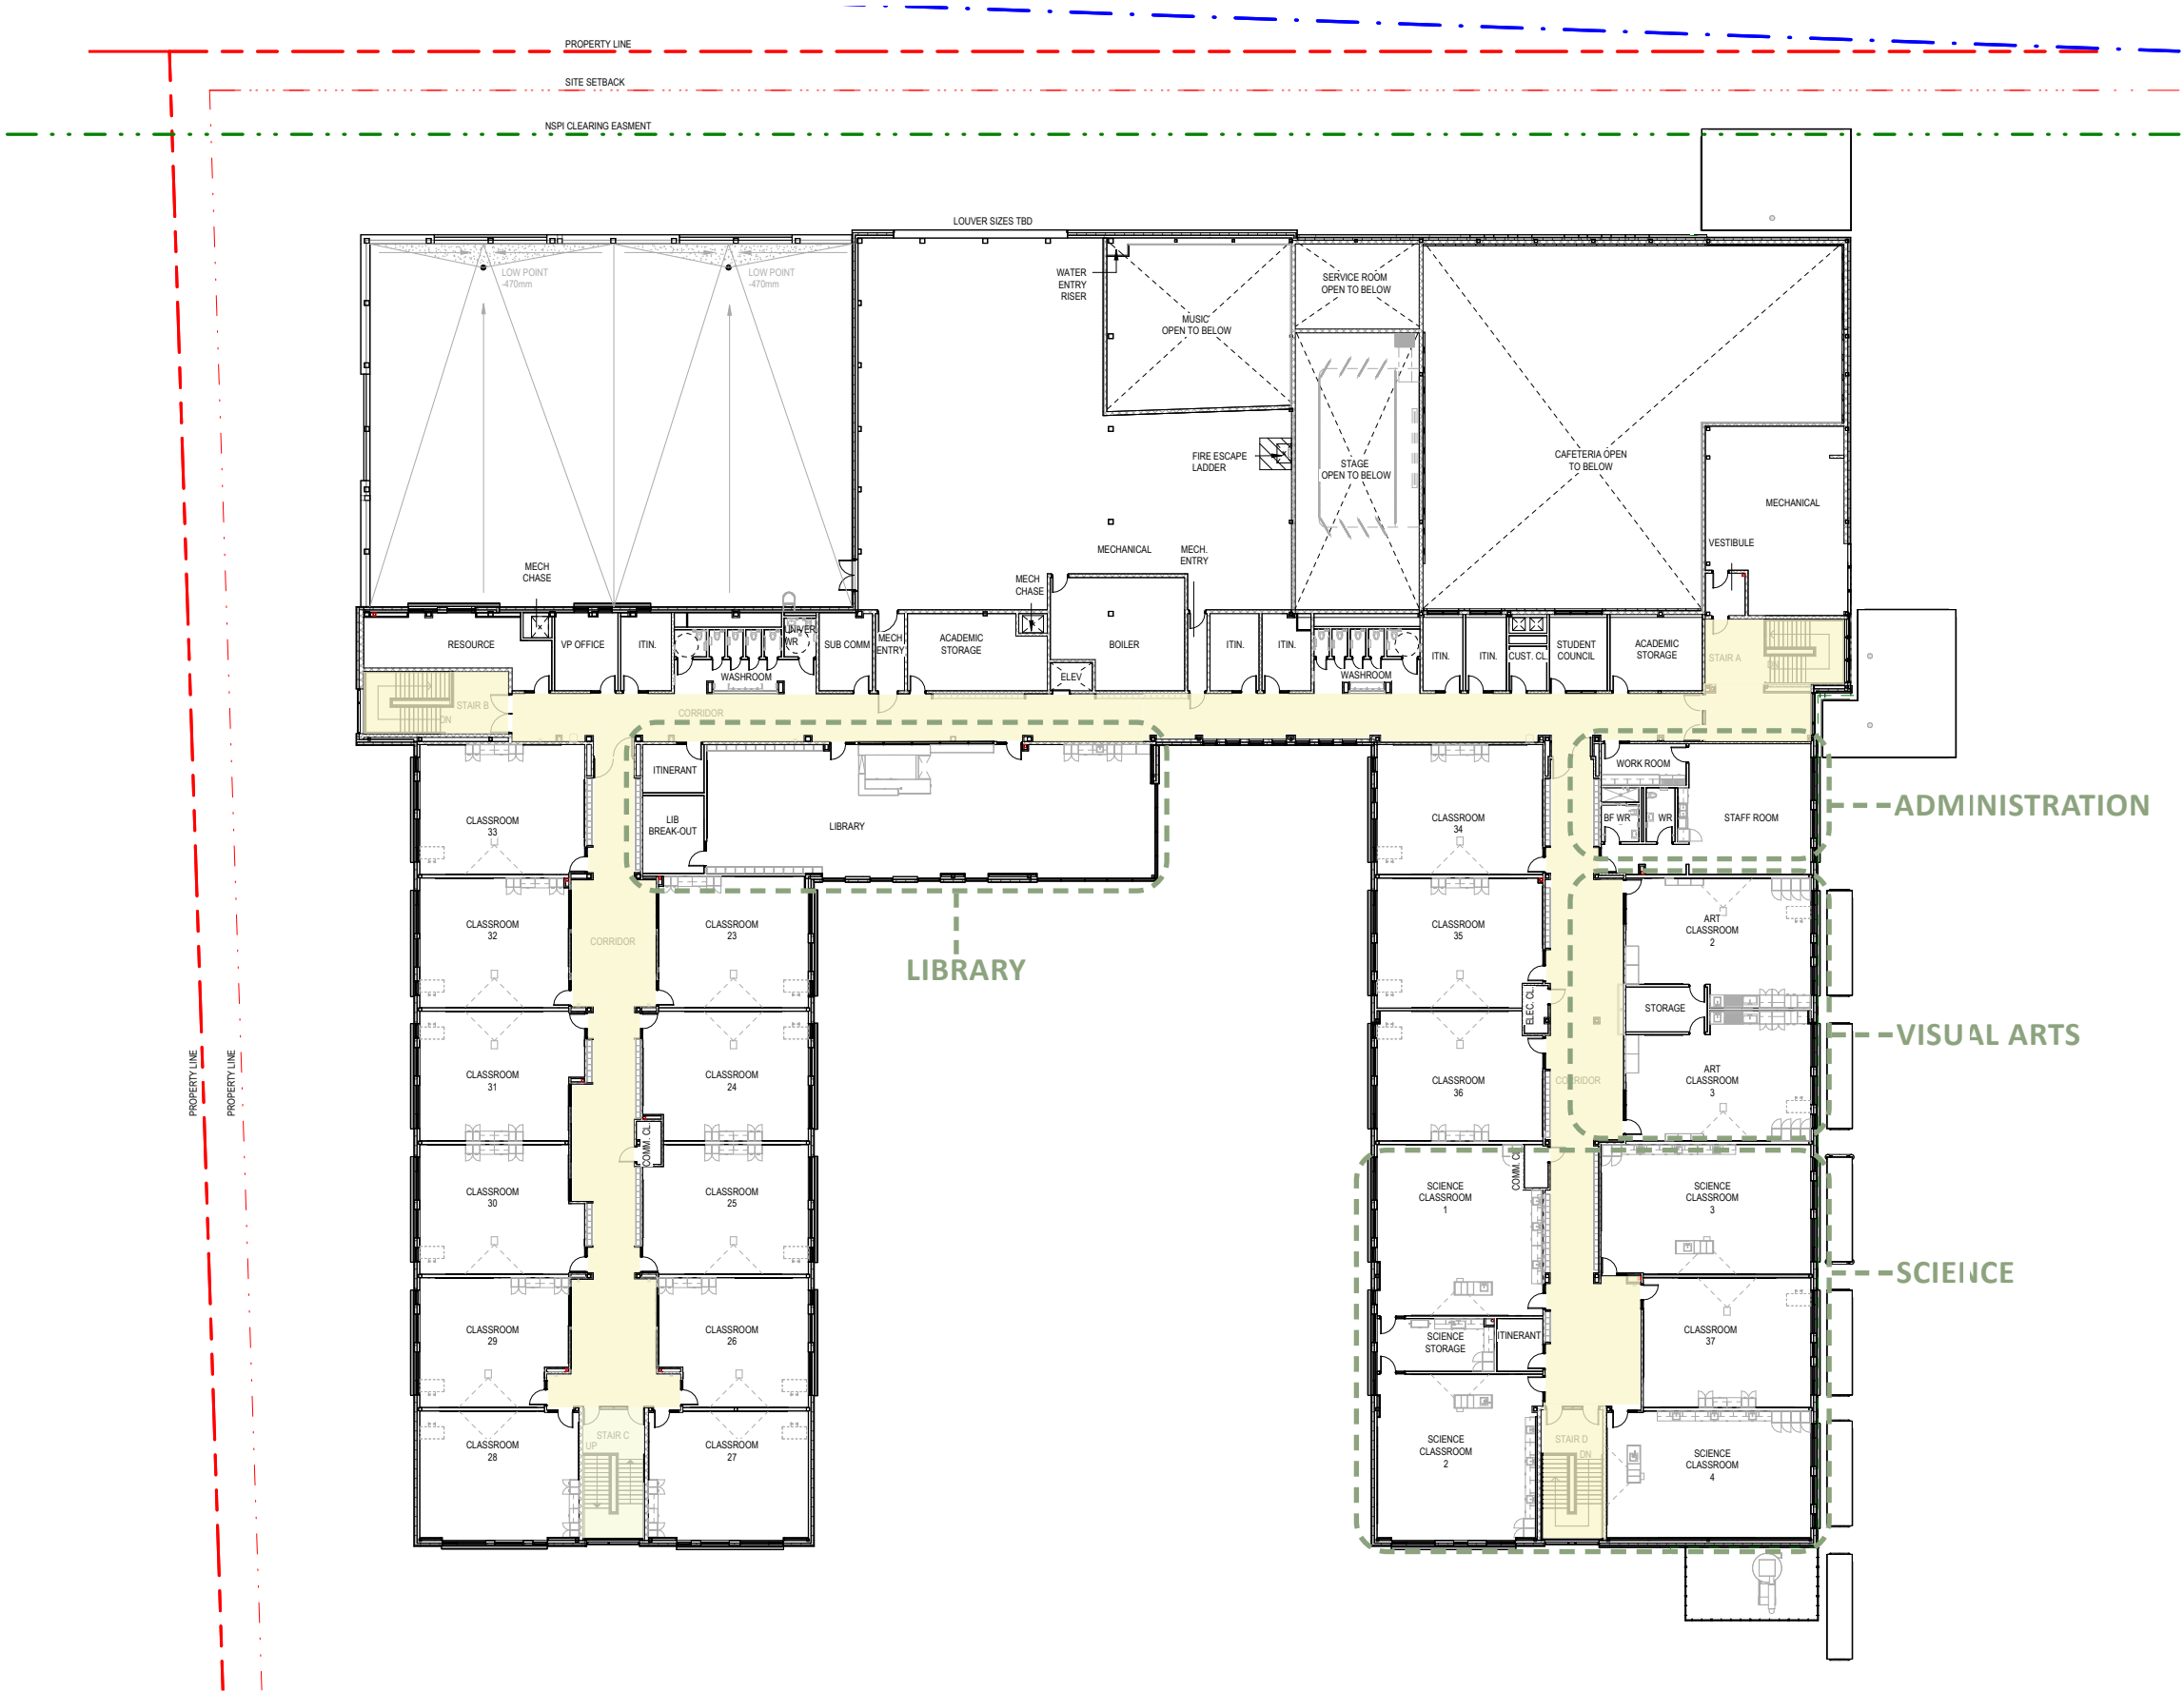 PROPERTY LINE
SITE SETBACK
NSPI CLEARING EASMENT
LOUVER SIZES TBD
LOW POINT
-470mm
LOW POINT
-470mm
WATER
ENTRY
RISER
SERVICE ROOM
OPEN TO BELOW
MUSIC
OPEN TO BELOW
FIRE ESCAPE
LADDER
STAGE
OPEN TO BELOW
CAFETERIA OPEN
TO BELOW
MECHANICAL
VESTIBULE
MECHANICAL
MECH.
ENTRY
MECH
CHASE
MECH
CHASE
RESOURCE
VP OFFICE
ITIN.
UNIVER.
WR
WASHROOM
SUB COMM
MECH
ENTRY
ACADEMIC
STORAGE
BOILER
ELEV
ITIN.
ITIN.
WASHROOM
ITIN.
ITIN.
CUST. CL.
STUDENT
COUNCIL
ACADEMIC
STORAGE
STAIR A
DN
STAIR B
DN
CORRIDOR
ITINERANT
LIB
BREAK-OUT
LIBRARY
WORK ROOM
BF WR
WR
STAFF ROOM
ADMINISTRATION
CLASSROOM
33
CLASSROOM
34
CLASSROOM
32
CORRIDOR
CLASSROOM
23
LIBRARY
CLASSROOM
35
ART
CLASSROOM
2
ELEC. CL.
STORAGE
VISUAL ARTS
PROPERTY LINE
PROPERTY LINE
CLASSROOM
31
CLASSROOM
24
CLASSROOM
36
CORRIDOR
ART
CLASSROOM
3
COMM. CL.
COMM. CL.
CLASSROOM
30
CLASSROOM
25
SCIENCE
CLASSROOM
1
SCIENCE
CLASSROOM
3
SCIENCE
CLASSROOM
29
CLASSROOM
26
SCIENCE
STORAGE
ITINERANT
CLASSROOM
37
CLASSROOM
28
STAIR C
UP
CLASSROOM
27
SCIENCE
CLASSROOM
2
STAIR D
DN
SCIENCE
CLASSROOM
4